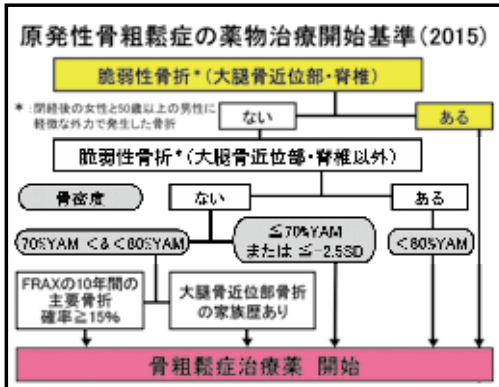 原発性骨粗鬆症の薬物治療開始基準(2015)
脆弱性骨折*(大腿骨近位部・脊椎)
* :閉経後の女性と50歳以上の男性に
軽微な外力で発生した骨折
ない
ある
脆弱性骨折*(大腿骨近位部・脊椎以外)
骨密度
ない
ある
70%YAM <&<80%YAM
≦70%YAM
または ≦-2.5SD
<80%YAM
FRAXの10年間の
主要骨折
確率≧15%
大腿骨近位部骨折
の家族歴あり
骨粗鬆症治療薬 開始